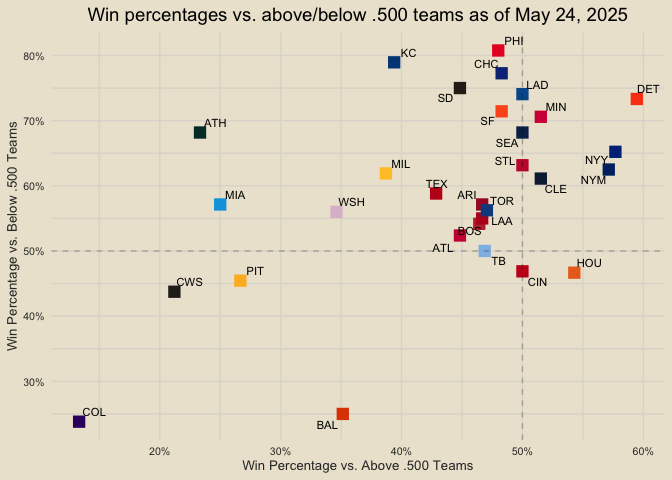 Win percentages vs. above/below .500 teams as of May 24, 2025
Win Percentage vs. Below .500 Teams
80%
70%
60%
50%
40%
30%
PHI
KC
CHC
SD
LAD
DET
SF
MIN
ATH
SEA
STL
NYY
MIL
NYM
TEX
CLE
MIA
ARI
TOR
WSH
LAA
BOS
ATL
TB
HOU
PIT
CWS
CIN
COL
BAL
20%
30%
40%
50%
60%
Win Percentage vs. Above .500 Teams